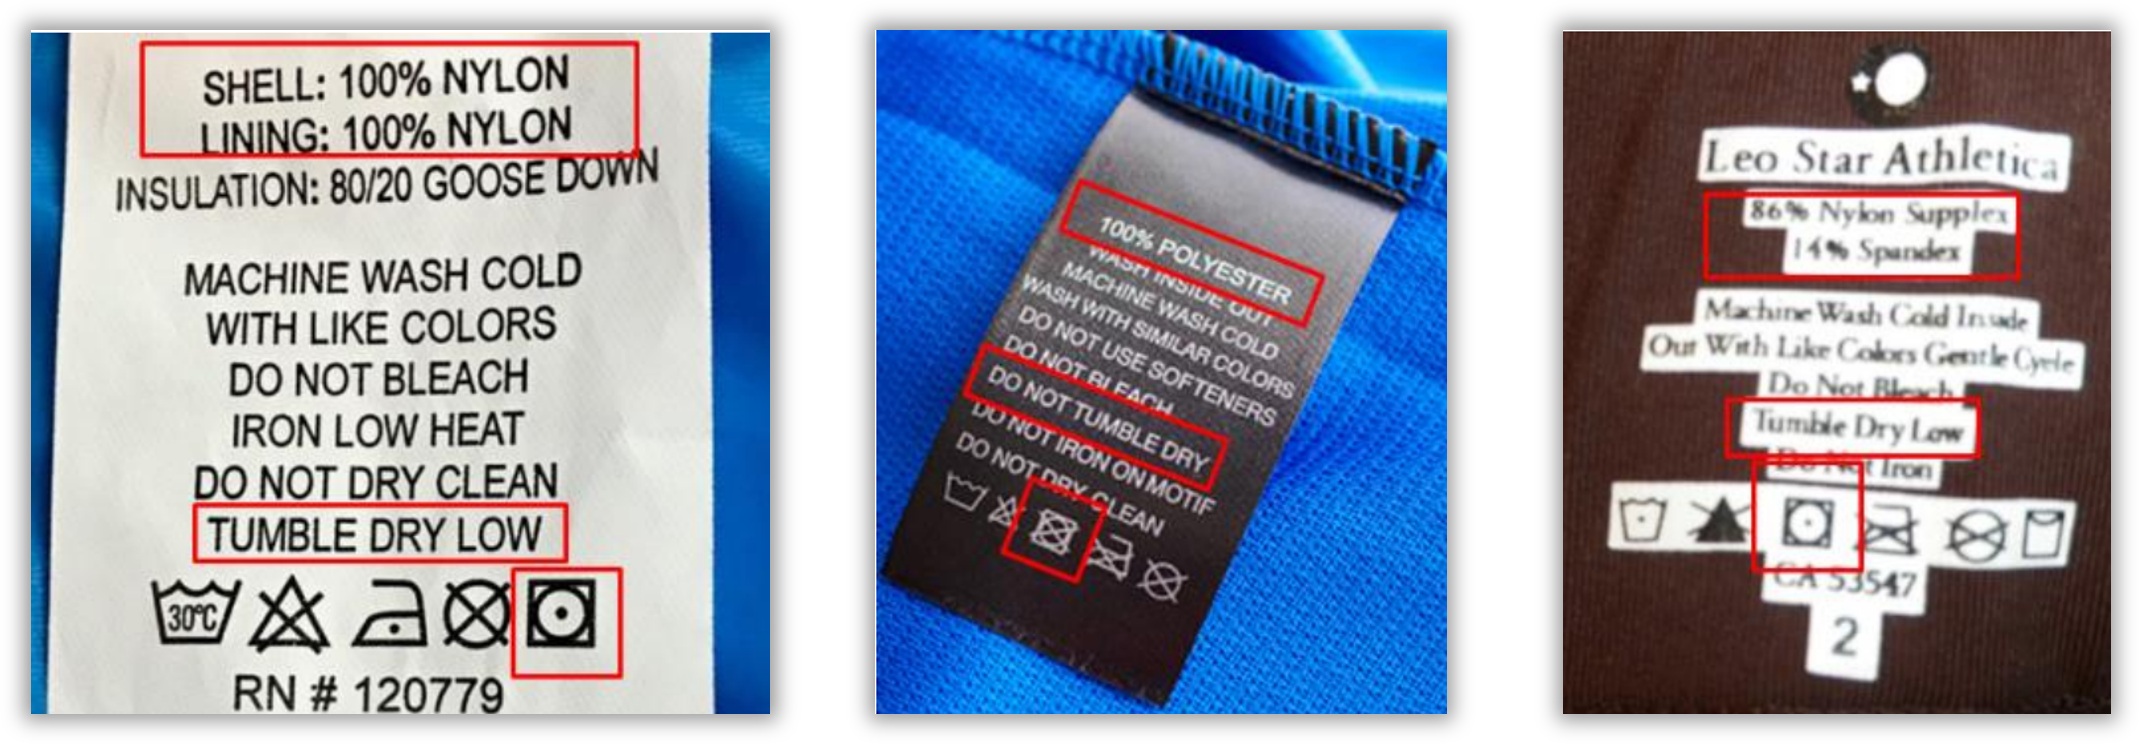 SHELL: 100% NYLON
LINING: 100% NYLON
INSULATION: 80/20 GOOSE DOWN
MACHINE WASH COLD
WITH LIKE COLORS
DO NOT BLEACH
IRON LOW HEAT
DO NOT DRY CLEAN
TUMBLE DRY LOW
30°C
RN # 120779
100% POLYESTER
WASH INSIDE OUT
MACHINE WASH COLD
WASH WITH SIMILAR COLORS
DO NOT USE SOFTENERS
DO NOT BLEACH
DO NOT TUMBLE DRY
DO NOT IRON ON MOTIF
DO NOT DRY CLEAN
Leo Star Athletica
86% Nylon Supplex
14% Spandex
Machine Wash Cold Inside
Out With Like Colors Gentle Cycle
Do Not Bleach
Tumble Dry Low
Do Not Iron
CA 53547
2